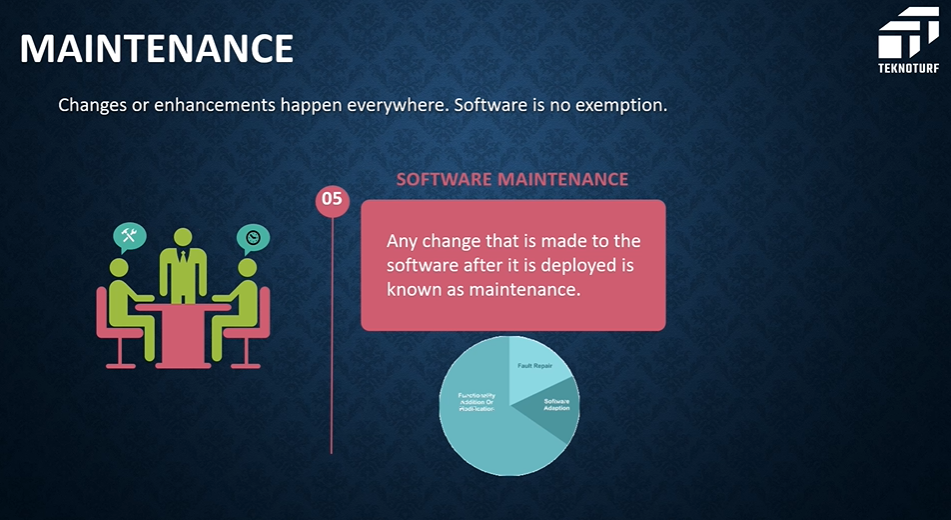 MAINTENANCE
TEKNOTURF
Changes or enhancements happen everywhere. Software is no exemption.
05
SOFTWARE MAINTENANCE
Any change that is made to the
software after it is deployed is
known as maintenance.
Fault Repair
Functionality
Addition Or
Modification
Software
Adaption